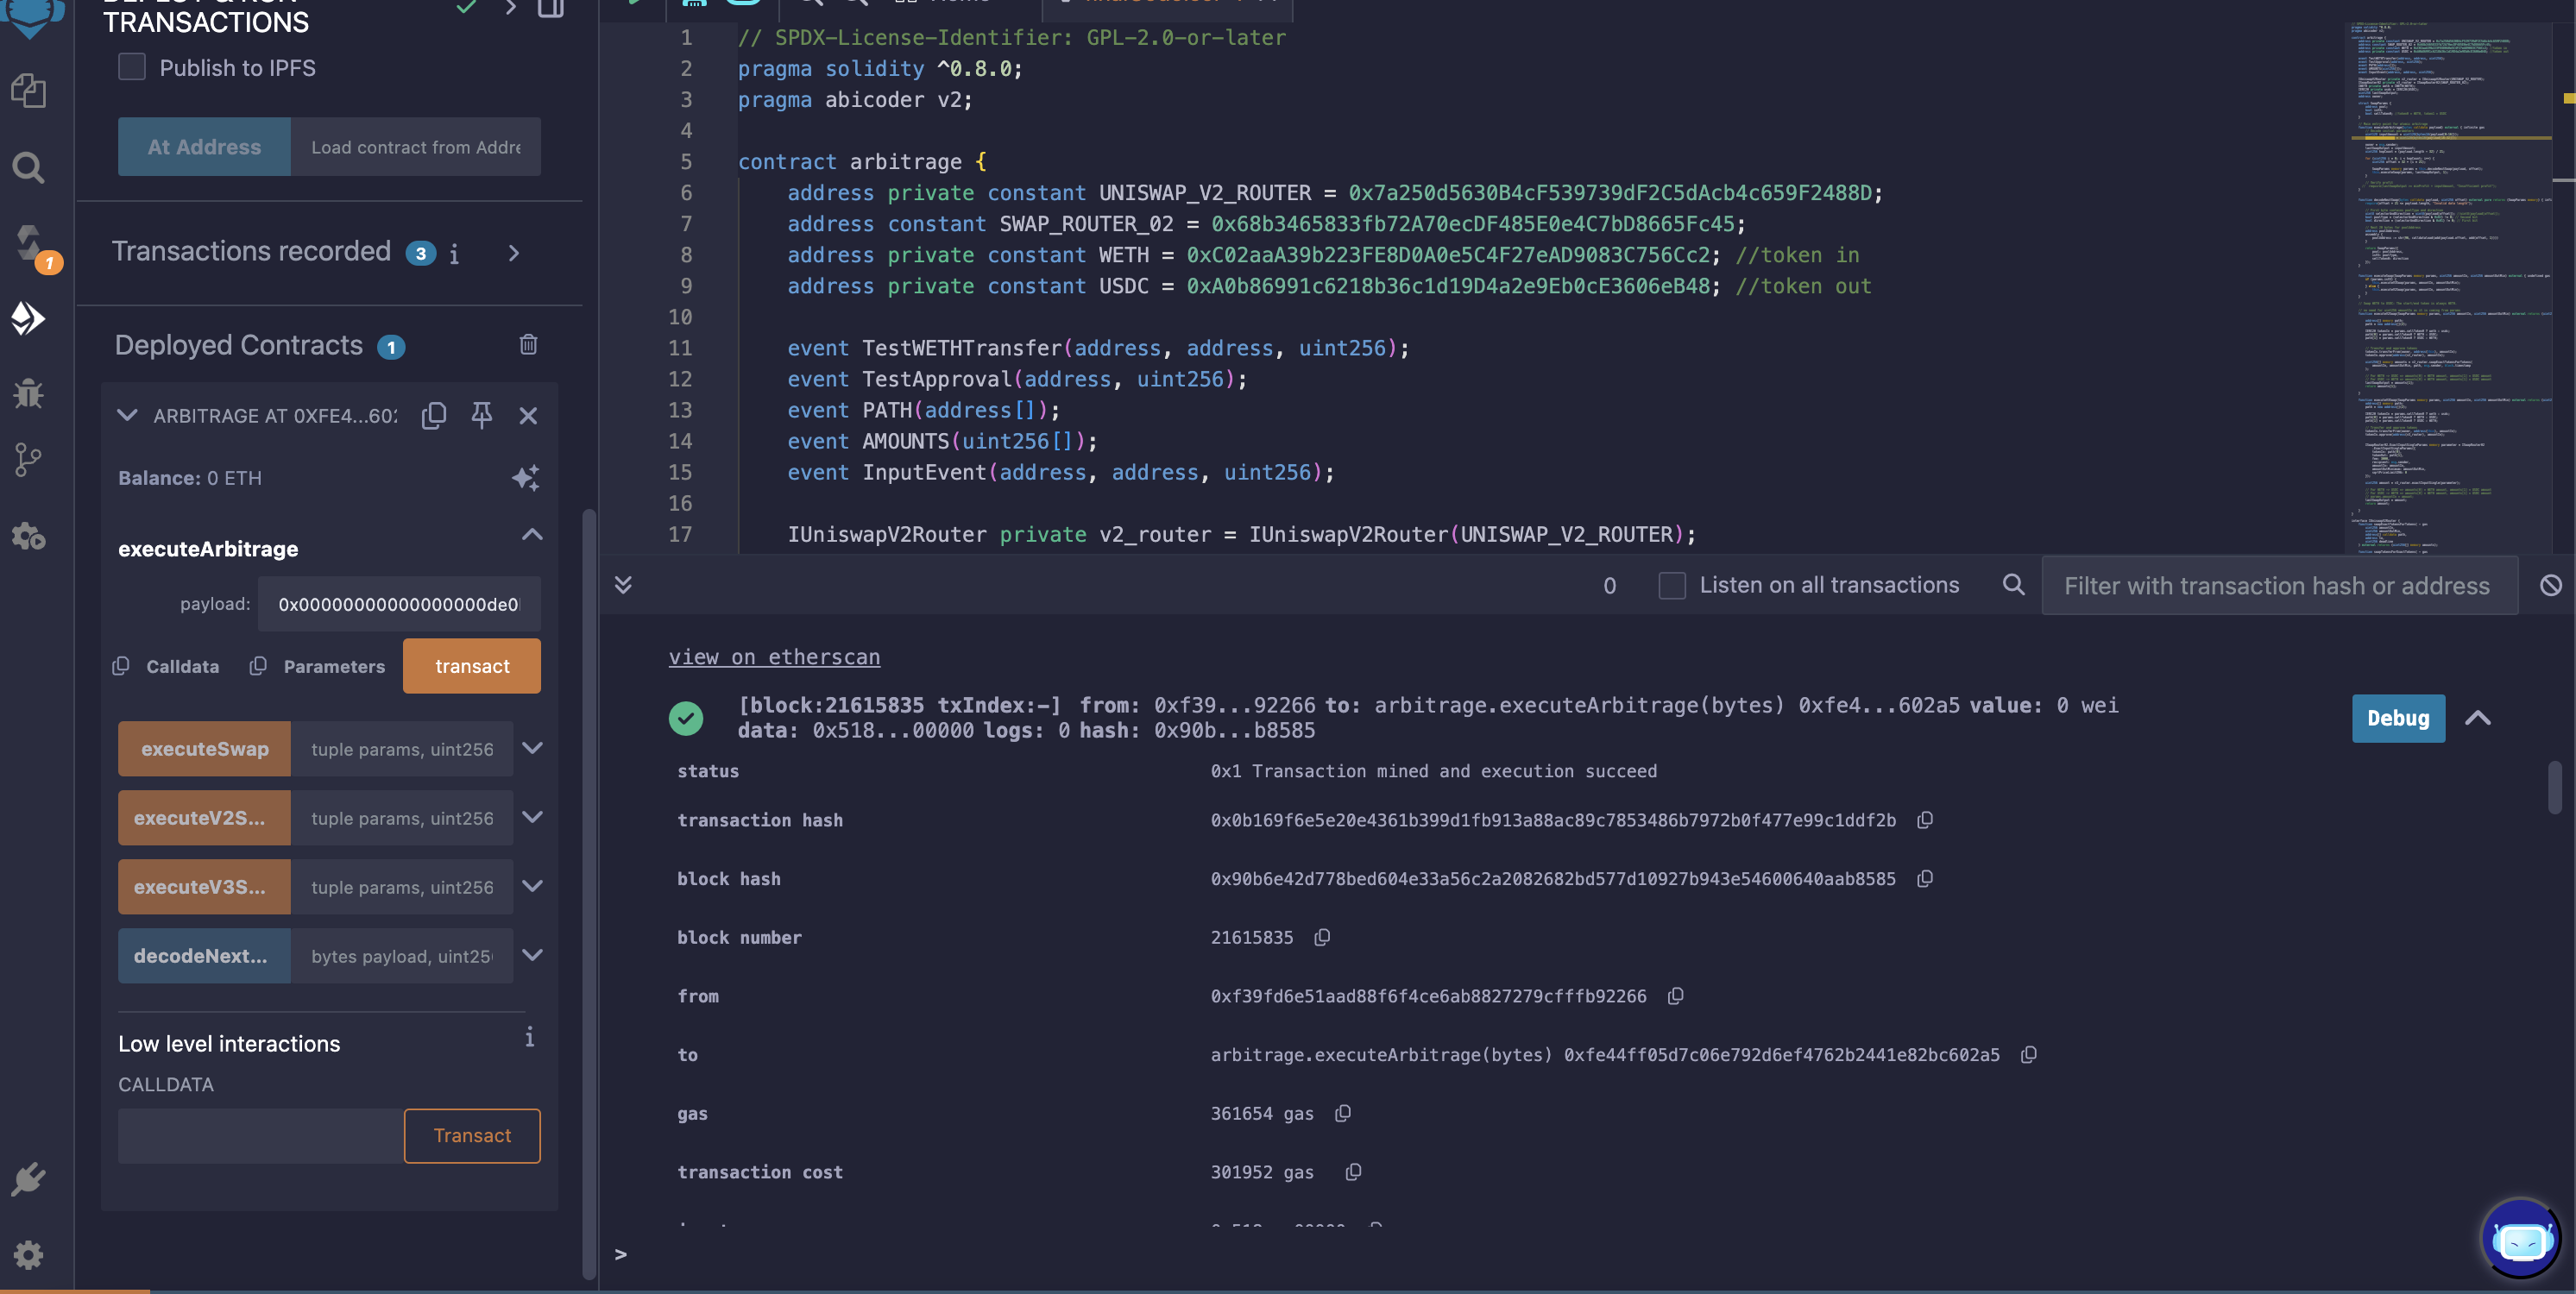 TRANSACTIONS
Publish to IPFS
At Address
Load contract from Addre
Transactions recorded 3
Deployed Contracts 1
ARBITRAGE AT 0XFE4...602
Balance: 0 ETH
executeArbitrage
payload:
0x00000000000000000de0
Calldata
Parameters
transact
executeSwap
tuple params, uint256
executeV2S...
tuple params, uint256
executeV3S...
tuple params, uint256
decodeNext...
bytes payload, uint25
Low level interactions
CALLDATA
Transact
1
1 // SPDX-License-Identifier: GPL-2.0-or-later
2 pragma solidity ^0.8.0;
3 pragma abicoder v2;
4
5 contract arbitrage {
6 address private constant UNISWAP_V2_ROUTER = 0x7a250d5630B4cF539739dF2C5dAcb4c659F2488D;
7 address constant SWAP_ROUTER_02 = 0x68b3465833fb72A70ecDF485E0e4C7bD8665Fc45;
8 address private constant WETH = 0xC02aaA39b223FE8D0A0e5C4F27eAD9083C756Cc2; //token in
9 address private constant USDC = 0xA0b86991c6218b36c1d19D4a2e9Eb0cE3606eB48; //token out
10
11 event TestWETHTransfer(address, address, uint256);
12 event TestApproval(address, uint256);
13 event PATH(address[]);
14 event AMOUNTS(uint256[]);
15 event InputEvent(address, address, uint256);
16
17 IUniswapV2Router private v2_router = IUniswapV2Router(UNISWAP_V2_ROUTER);
0
Listen on all transactions
Filter with transaction hash or address
view on etherscan
[block:21615835 txIndex:-] from: 0xf39...92266 to: arbitrage.executeArbitrage(bytes) 0xfe4...602a5 value: 0 wei
data: 0x518...00000 logs: 0 hash: 0x90b...b8585
Debug
status 0x1 Transaction mined and execution succeed
transaction hash 0x0b169f6e5e20e4361b399d1fb913a88ac89c7853486b7972b0f477e99c1ddf2b
block hash 0x90b6e42d778bed604e33a56c2a2082682bd577d10927b943e54600640aab8585
block number 21615835
from 0xf39fd6e51aad88f6f4ce6ab8827279cfffb92266
to arbitrage.executeArbitrage(bytes) 0xfe44ff05d7c06e792d6ef4762b2441e82bc602a5
gas 361654 gas
transaction cost 301952 gas
>